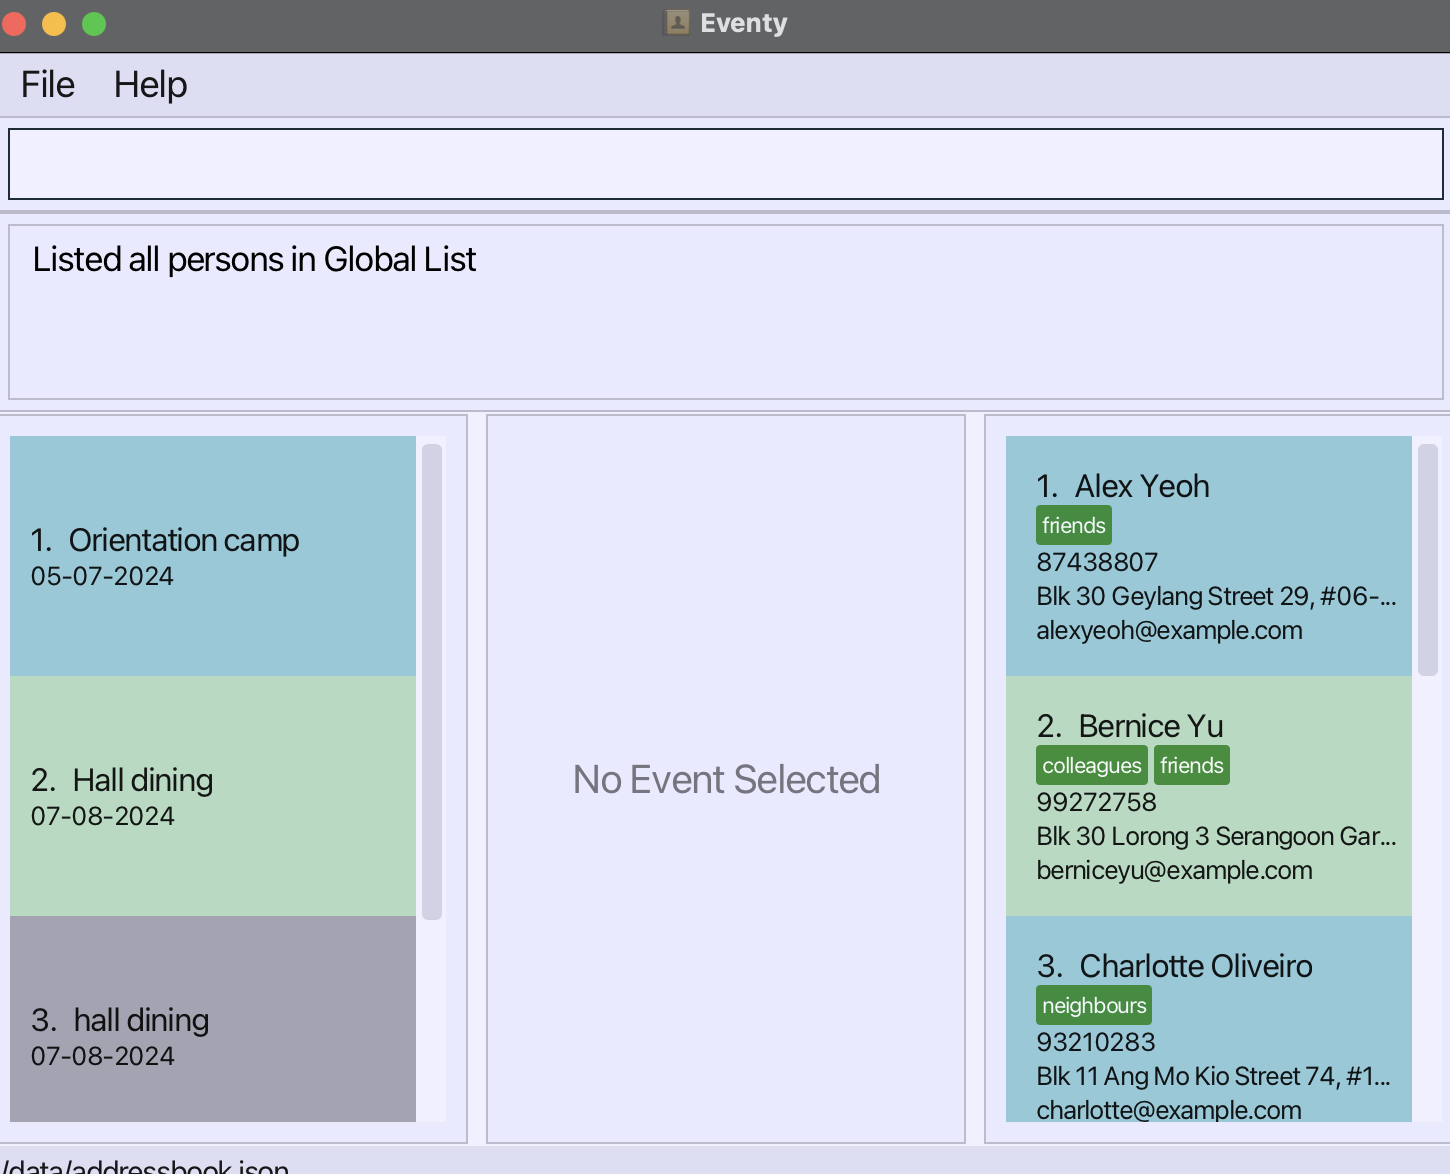 Eventy
File Help
Listed all persons in Global List
1. Orientation camp
05-07-2024
2. Hall dining
07-08-2024
3. hall dining
07-08-2024
No Event Selected
1. Alex Yeoh
friends
87438807
Blk 30 Geylang Street 29, #06-...
alexyeoh@example.com
2. Bernice Yu
colleagues friends
99272758
Blk 30 Lorong 3 Serangoon Gar...
berniceyu@example.com
3. Charlotte Oliveiro
neighbours
93210283
Blk 11 Ang Mo Kio Street 74, #1...
charlotte@example.com
/data/addressbook.json